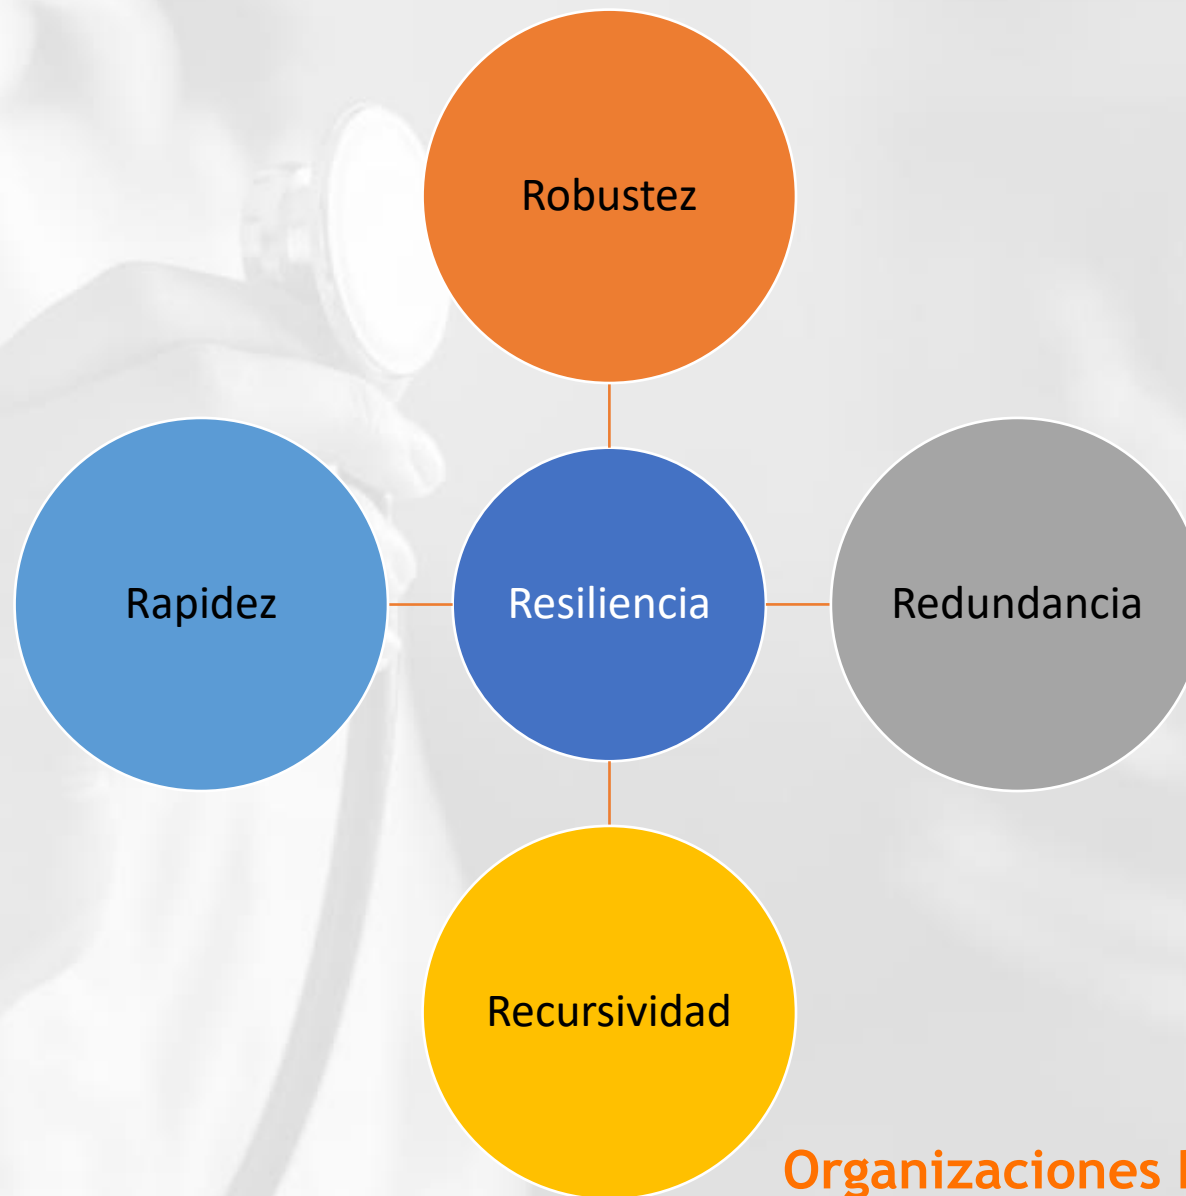 Robustez
Rapidez
Resiliencia
Redundancia
Recursividad
Organizaciones